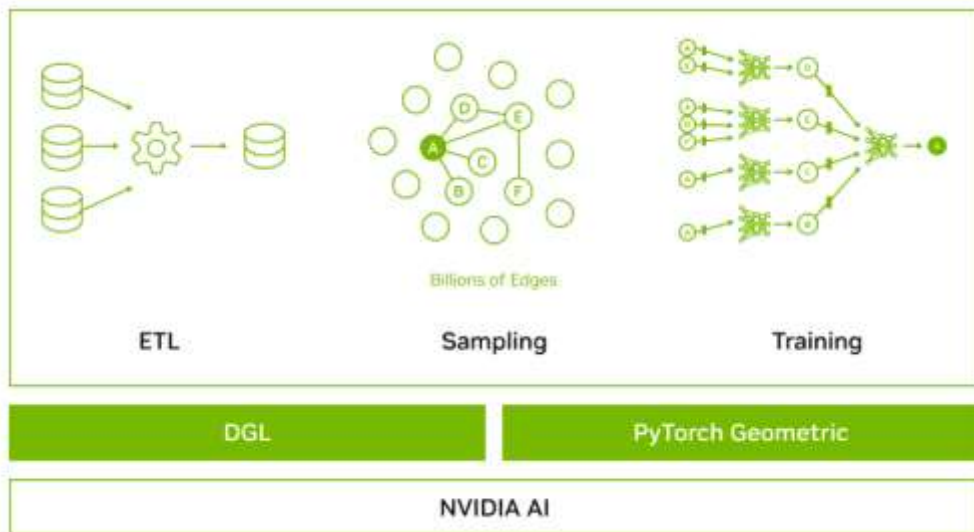 D
E
A
C
B
F
Billions of Edges
ETL
Sampling
Training
DGL
PyTorch Geometric
NVIDIA AI